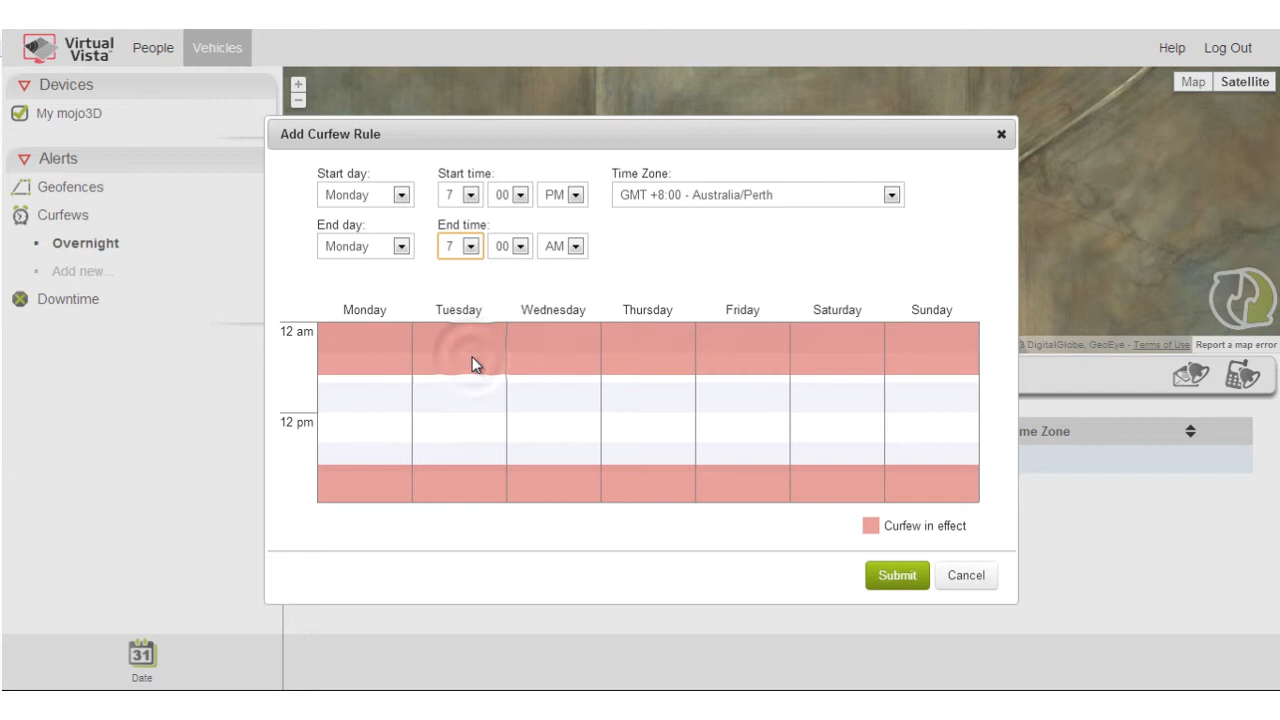 Virtual Vista™
People
Vehicles
Help
Log Out
Devices
My mojo3D
Alerts
Geofences
Curfews
Overnight
Add new...
Downtime
Map
Satellite
+
−
Add Curfew Rule
Start day:
Start time:
Time Zone:
Monday
7
00
PM
GMT +8:00 - Australia/Perth
End day:
End time:
Monday
7
00
AM
Monday
Tuesday
Wednesday
Thursday
Friday
Saturday
Sunday
12 am
12 pm
Curfew in effect
Submit
Cancel
3 DigitalGlobe, GeoEye - Terms of Use
Report a map error
me Zone
31
Date